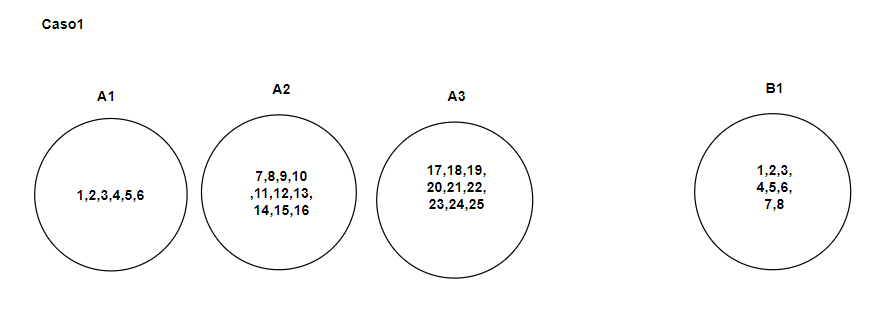 Caso1
A1
A2
A3
B1
1,2,3,4,5,6
7,8,9,10
,11,12,13,
14,15,16
17,18,19,
20,21,22,
23,24,25
1,2,3,
4,5,6,
7,8